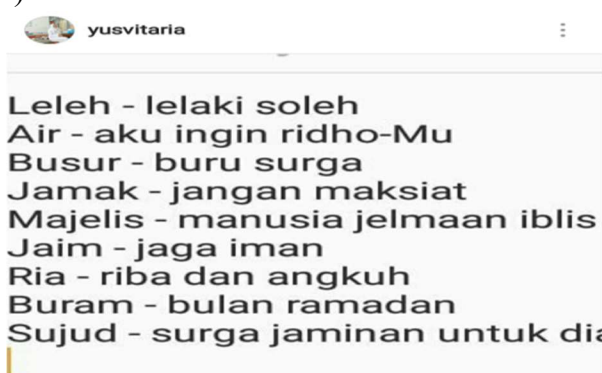 yusvitaria
Leleh - lelaki soleh
Air - aku ingin ridho-Mu
Busur - buru surga
Jamak - jangan maksiat
Majelis - manusia jelmaan iblis
Jaim - jaga iman
Ria - riba dan angkuh
Buram - bulan ramadan
Sujud - surga jaminan untuk